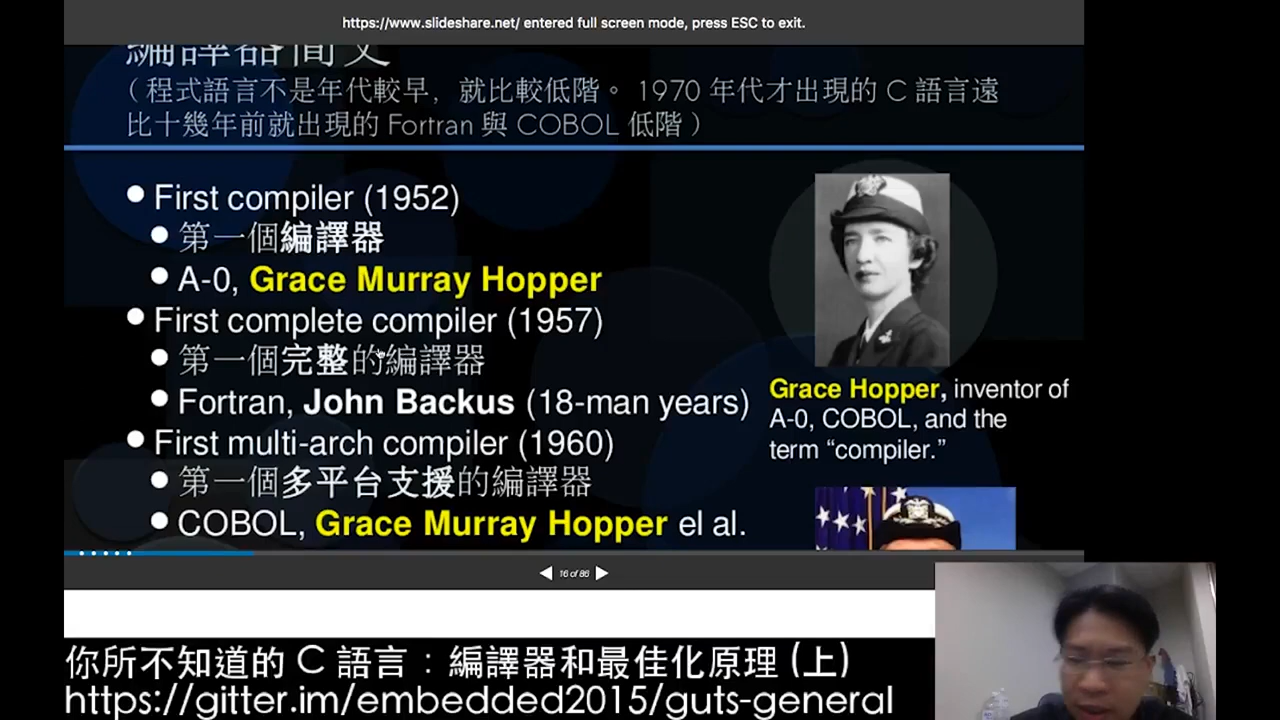 https://www.slideshare.net/ entered full screen mode, press ESC to exit.
編譯器簡史
（程式語言不是年代較早，就比較低階。 1970 年代才出現的 C 語言遠
比十幾年前就出現的 Fortran 與 COBOL 低階）
First compiler (1952)
第一個編譯器
A-0, Grace Murray Hopper
First complete compiler (1957)
第一個完整的編譯器
Fortran, John Backus (18-man years)
First multi-arch compiler (1960)
第一個多平台支援的編譯器
COBOL, Grace Murray Hopper el al.
Grace Hopper, inventor of
A-0, COBOL, and the
term “compiler.”
16 of 86
你所不知道的 C 語言：編譯器和最佳化原理 (上)
https://gitter.im/embedded2015/guts-general